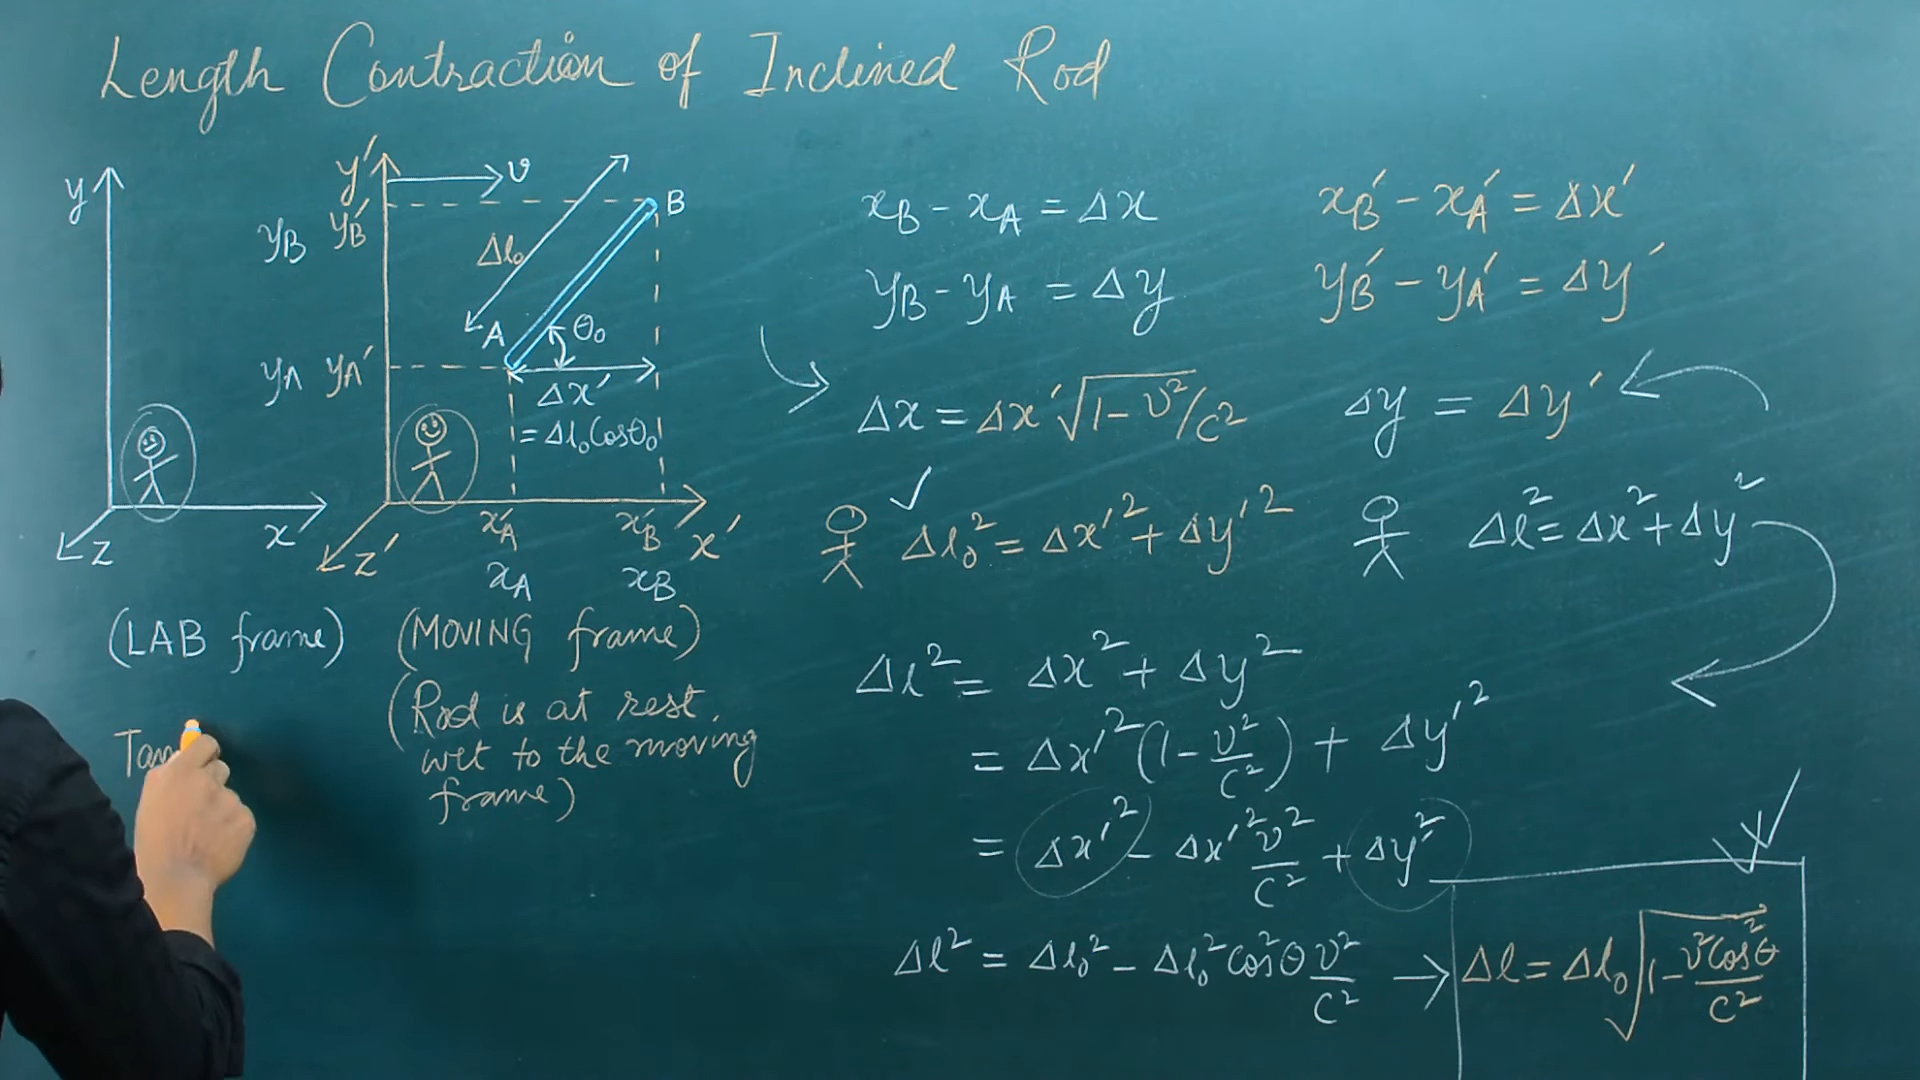 Length Contraction of Inclined Rod
y
y′
v
B
yB yB′
Δl₀
A
θ₀
yA yA′
Δx′
= Δl₀ Cosθ₀
x
z
xA′
xB′
x′
z′
xA
xB
(LAB frame)
(MOVING frame)
(Rod is at rest
wrt to the moving
frame)
Tan
xB - xA = Δx
xB′ - xA′ = Δx′
yB - yA = Δy
yB′ - yA′ = Δy′
Δx = Δx′ √1 - v²/c²
Δy = Δy′
Δl₀² = Δx′² + Δy′²
Δl² = Δx² + Δy²
Δl² = Δx² + Δy²
= Δx′² (1 - v²/c²) + Δy′²
= Δx′² - Δx′² v²/c² + Δy′²
Δl² = Δl₀² - Δl₀² cos²θ v²/c² → Δl = Δl₀ √1 - v²cos²θ/c²